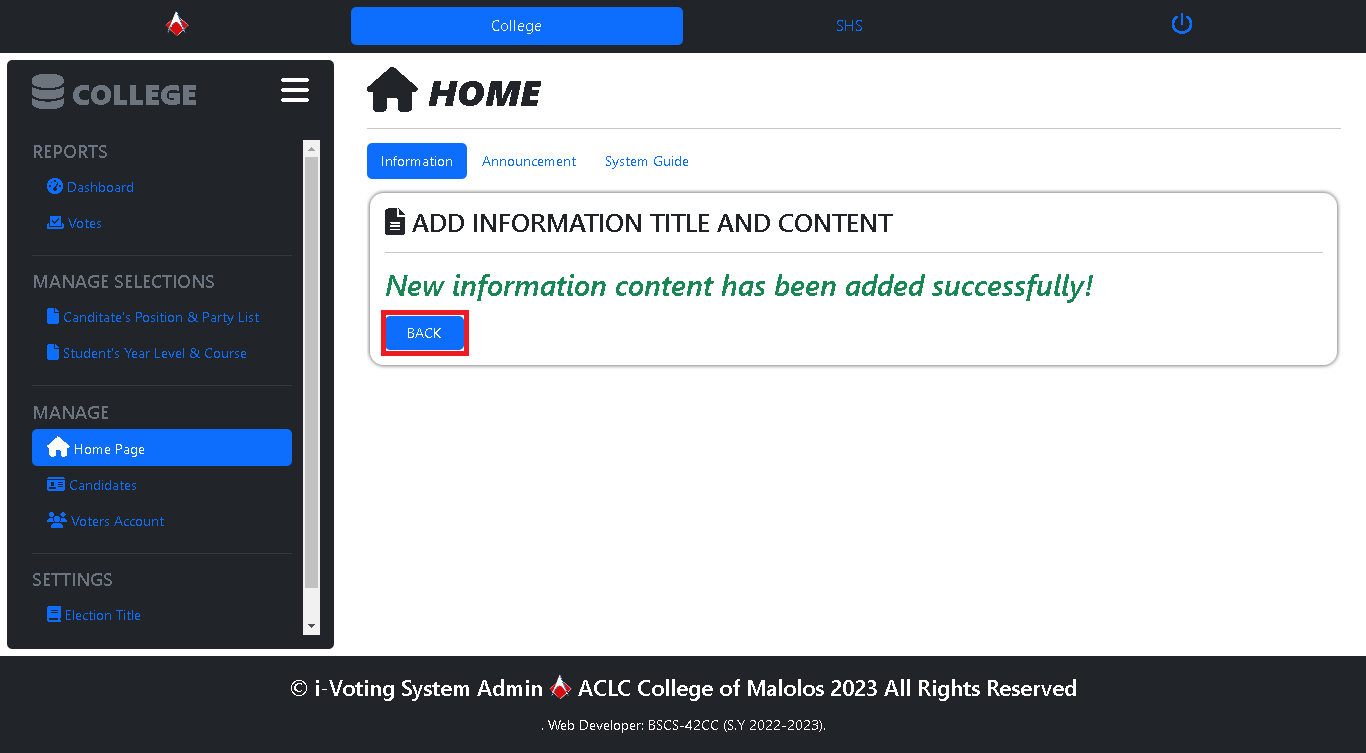 College
SHS
COLLEGE
REPORTS
Dashboard
Votes
MANAGE SELECTIONS
Canditate's Position & Party List
Student's Year Level & Course
MANAGE
Home Page
Candidates
Voters Account
SETTINGS
Election Title
HOME
Information
Announcement
System Guide
ADD INFORMATION TITLE AND CONTENT
New information content has been added successfully!
BACK
© i-Voting System Admin ACLC College of Malolos 2023 All Rights Reserved
. Web Developer: BSCS-42CC (S.Y 2022-2023).